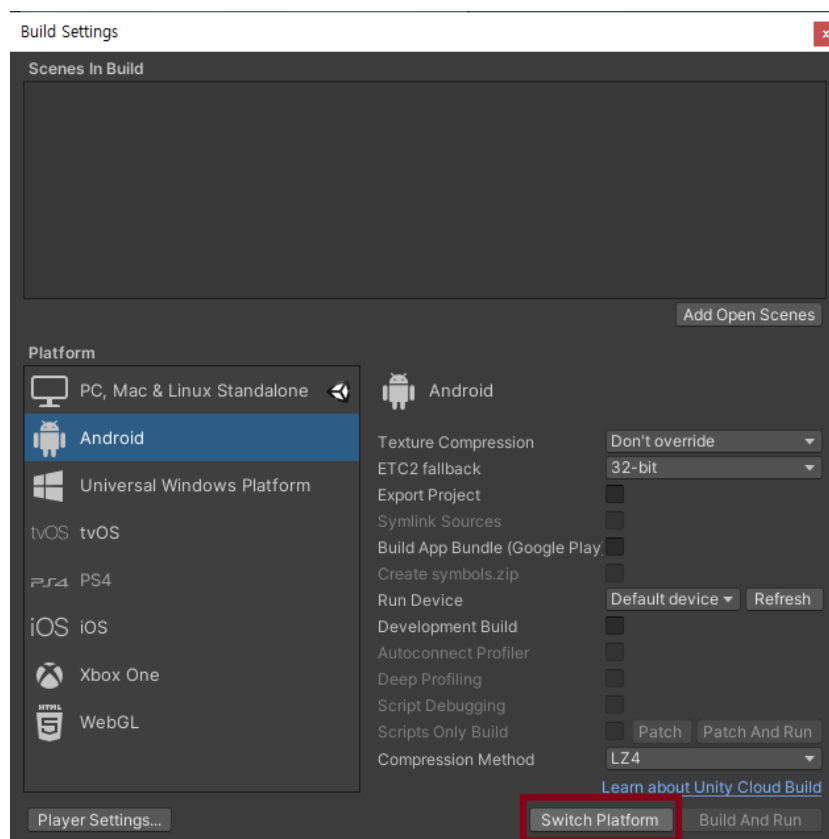 Build Settings
x
Scenes In Build
Add Open Scenes
Platform
PC, Mac & Linux Standalone
Android
Universal Windows Platform
tvOS tvOS
PS4 PS4
iOS iOS
Xbox One
HTML
5 WebGL
Android
Texture Compression Don't override
ETC2 fallback 32-bit
Export Project
Symlink Sources
Build App Bundle (Google Play)
Create symbols.zip
Run Device Default device Refresh
Development Build
Autoconnect Profiler
Deep Profiling
Script Debugging
Scripts Only Build Patch Patch And Run
Compression Method LZ4
Learn about Unity Cloud Build
Player Settings... Switch Platform Build And Run